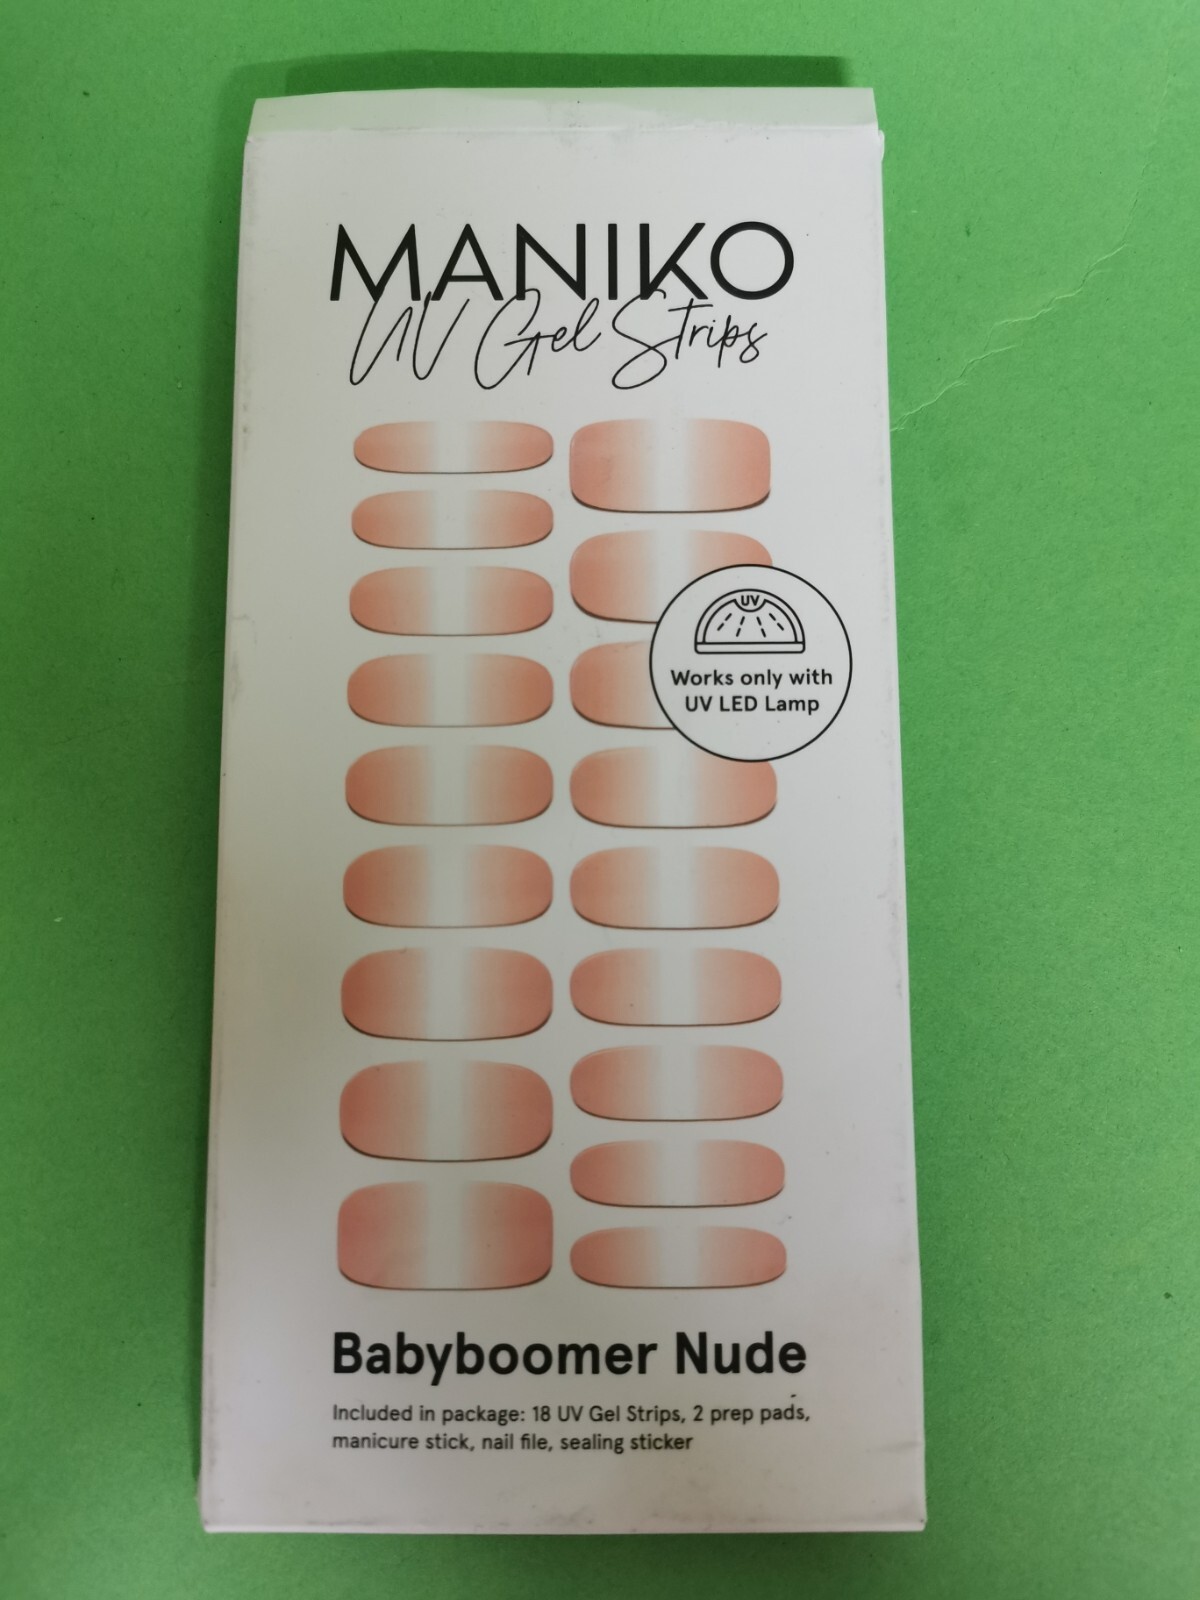 MANIKO
UV Gel Strips
UV
Works only with
UV LED Lamp
Babyboomer Nude
Included in package: 18 UV Gel Strips, 2 prep pads,
manicure stick, nail file, sealing sticker